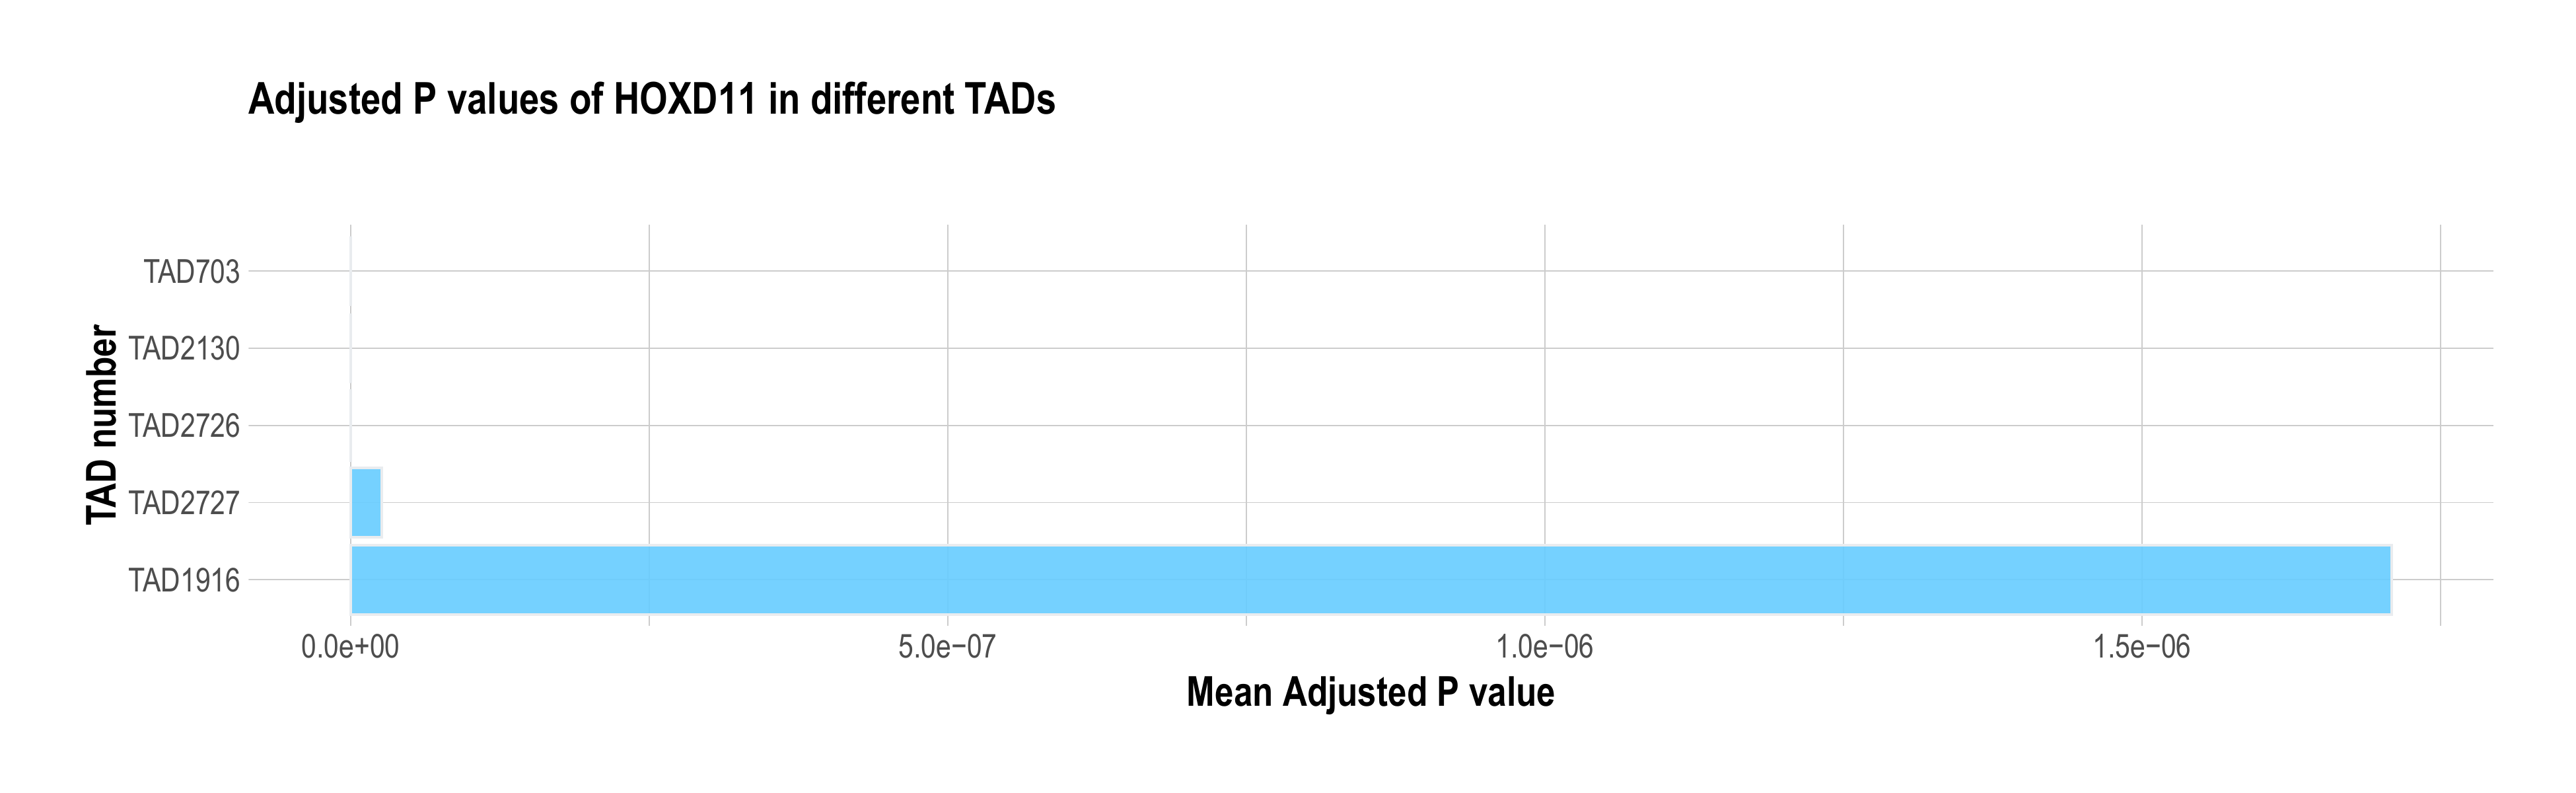 Adjusted P values of HOXD11 in different TADs
TAD number
TAD703
TAD2130
TAD2726
TAD2727
TAD1916
0.0e+00
5.0e−07
1.0e−06
1.5e−06
Mean Adjusted P value